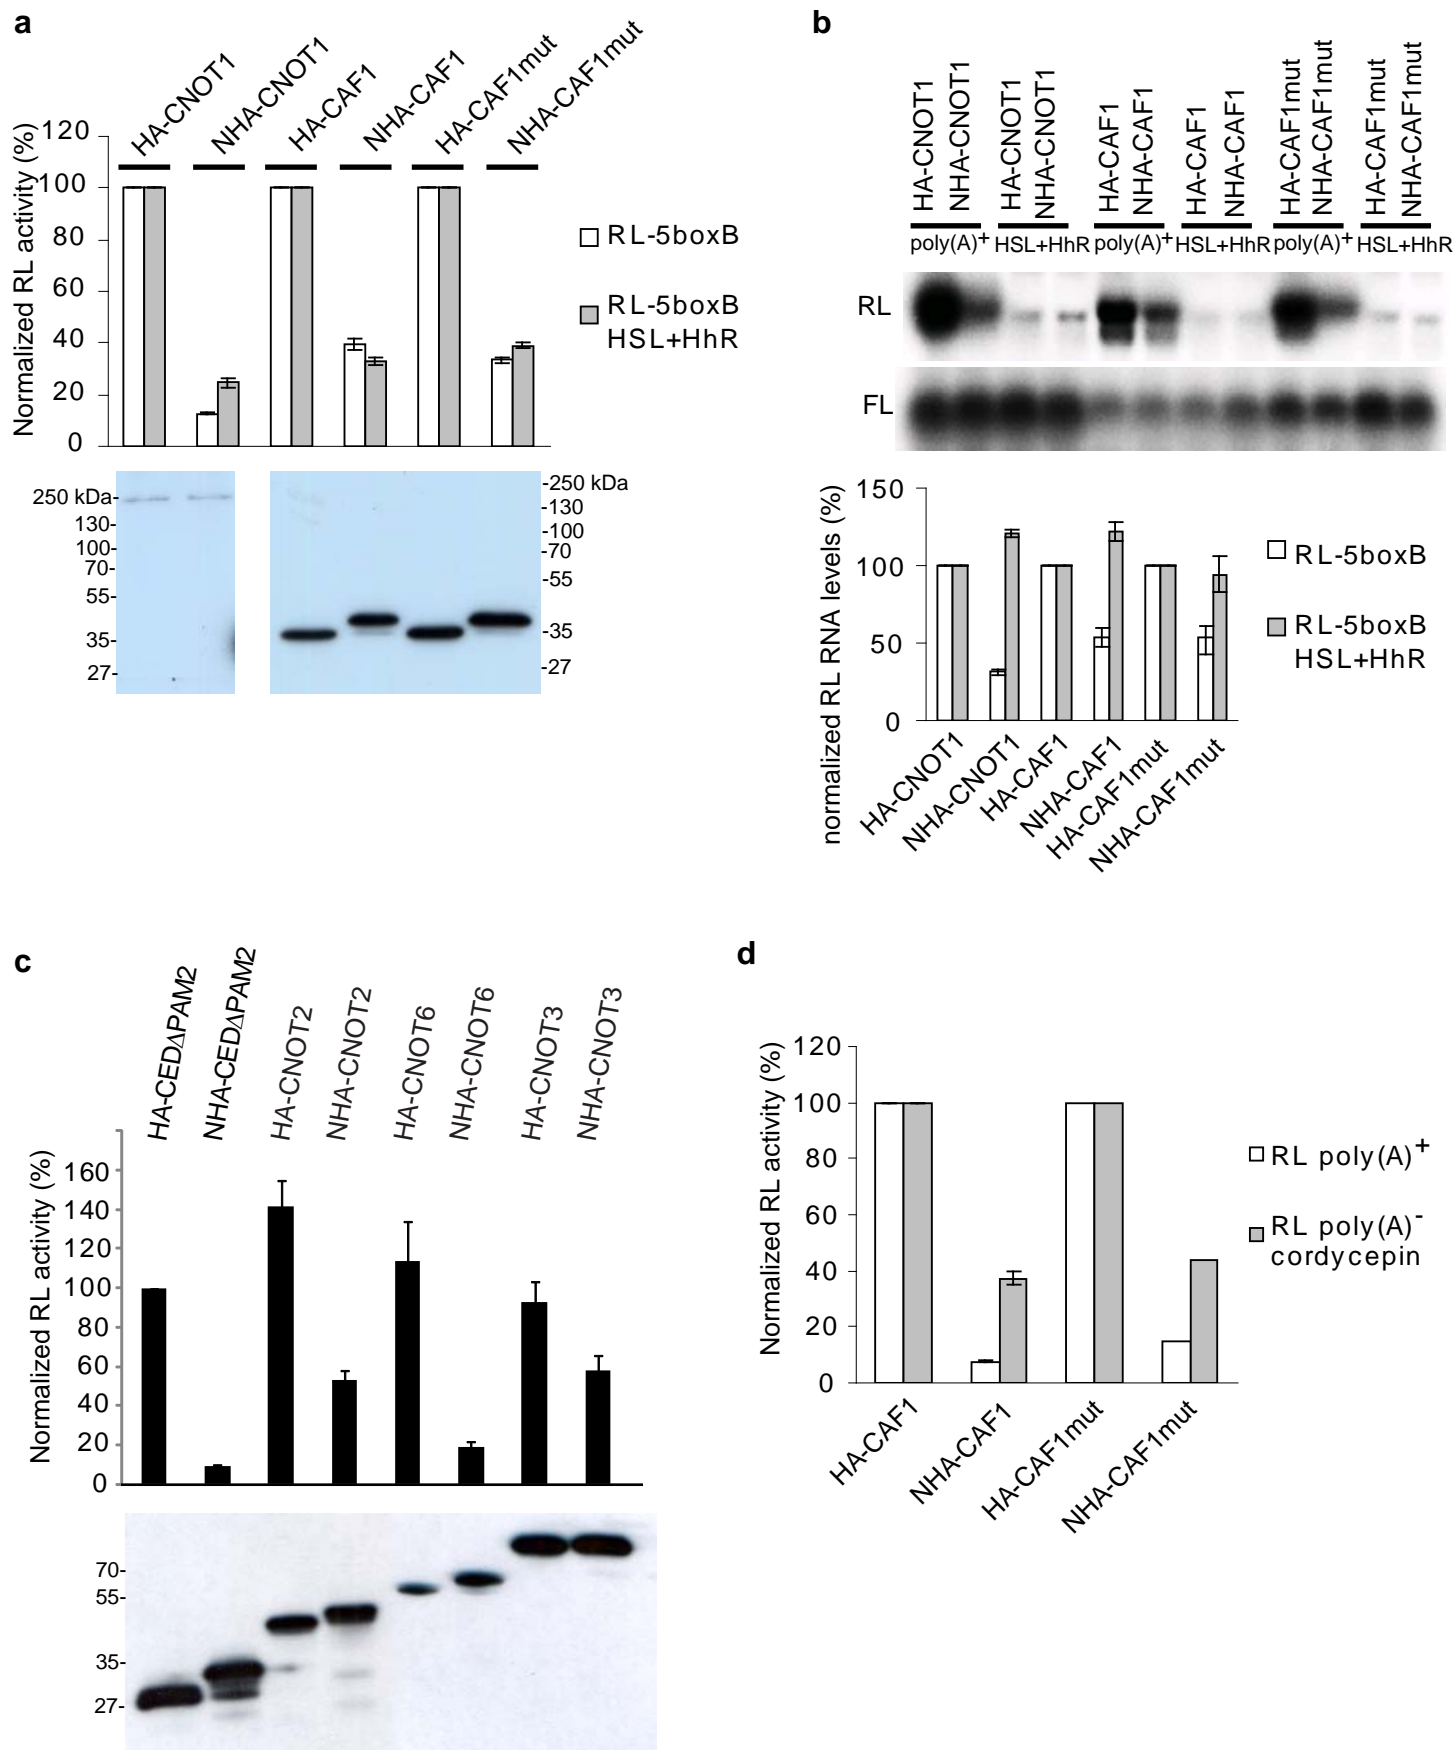 a
HA-CNOT1
NHA-CNOT1
HA-CAF1
NHA-CAF1
HA-CAF1mut
NHA-CAF1mut
Normalized RL activity (%)
120
100
80
60
40
20
0
RL-5boxB
RL-5boxB
HSL+HhR
250 kDa-
130-
100-
70-
55-
35-
27-
-250 kDa
-130
-100
-70
-55
-35
-27
b
HA-CNOT1
NHA-CNOT1
HA-CNOT1
NHA-CNOT1
HA-CAF1
NHA-CAF1
HA-CAF1
NHA-CAF1
HA-CAF1mut
NHA-CAF1mut
HA-CAF1mut
NHA-CAF1mut
poly(A)+ HSL+HhR poly(A)+ HSL+HhR poly(A)+ HSL+HhR
RL
FL
normalized RL RNA levels (%)
150
100
50
0
RL-5boxB
RL-5boxB
HSL+HhR
HA-CNOT1
NHA-CNOT1
HA-CAF1
NHA-CAF1
HA-CAF1mut
NHA-CAF1mut
c
HA-CEDΔPAM2
NHA-CEDΔPAM2
HA-CNOT2
NHA-CNOT2
HA-CNOT6
NHA-CNOT6
HA-CNOT3
NHA-CNOT3
Normalized RL activity (%)
160
140
120
100
80
60
40
20
0
70-
55-
35-
27-
d
Normalized RL activity (%)
120
100
80
60
40
20
0
RL poly(A)+
RL poly(A)-
cordycepin
HA-CAF1
NHA-CAF1
HA-CAF1mut
NHA-CAF1mut